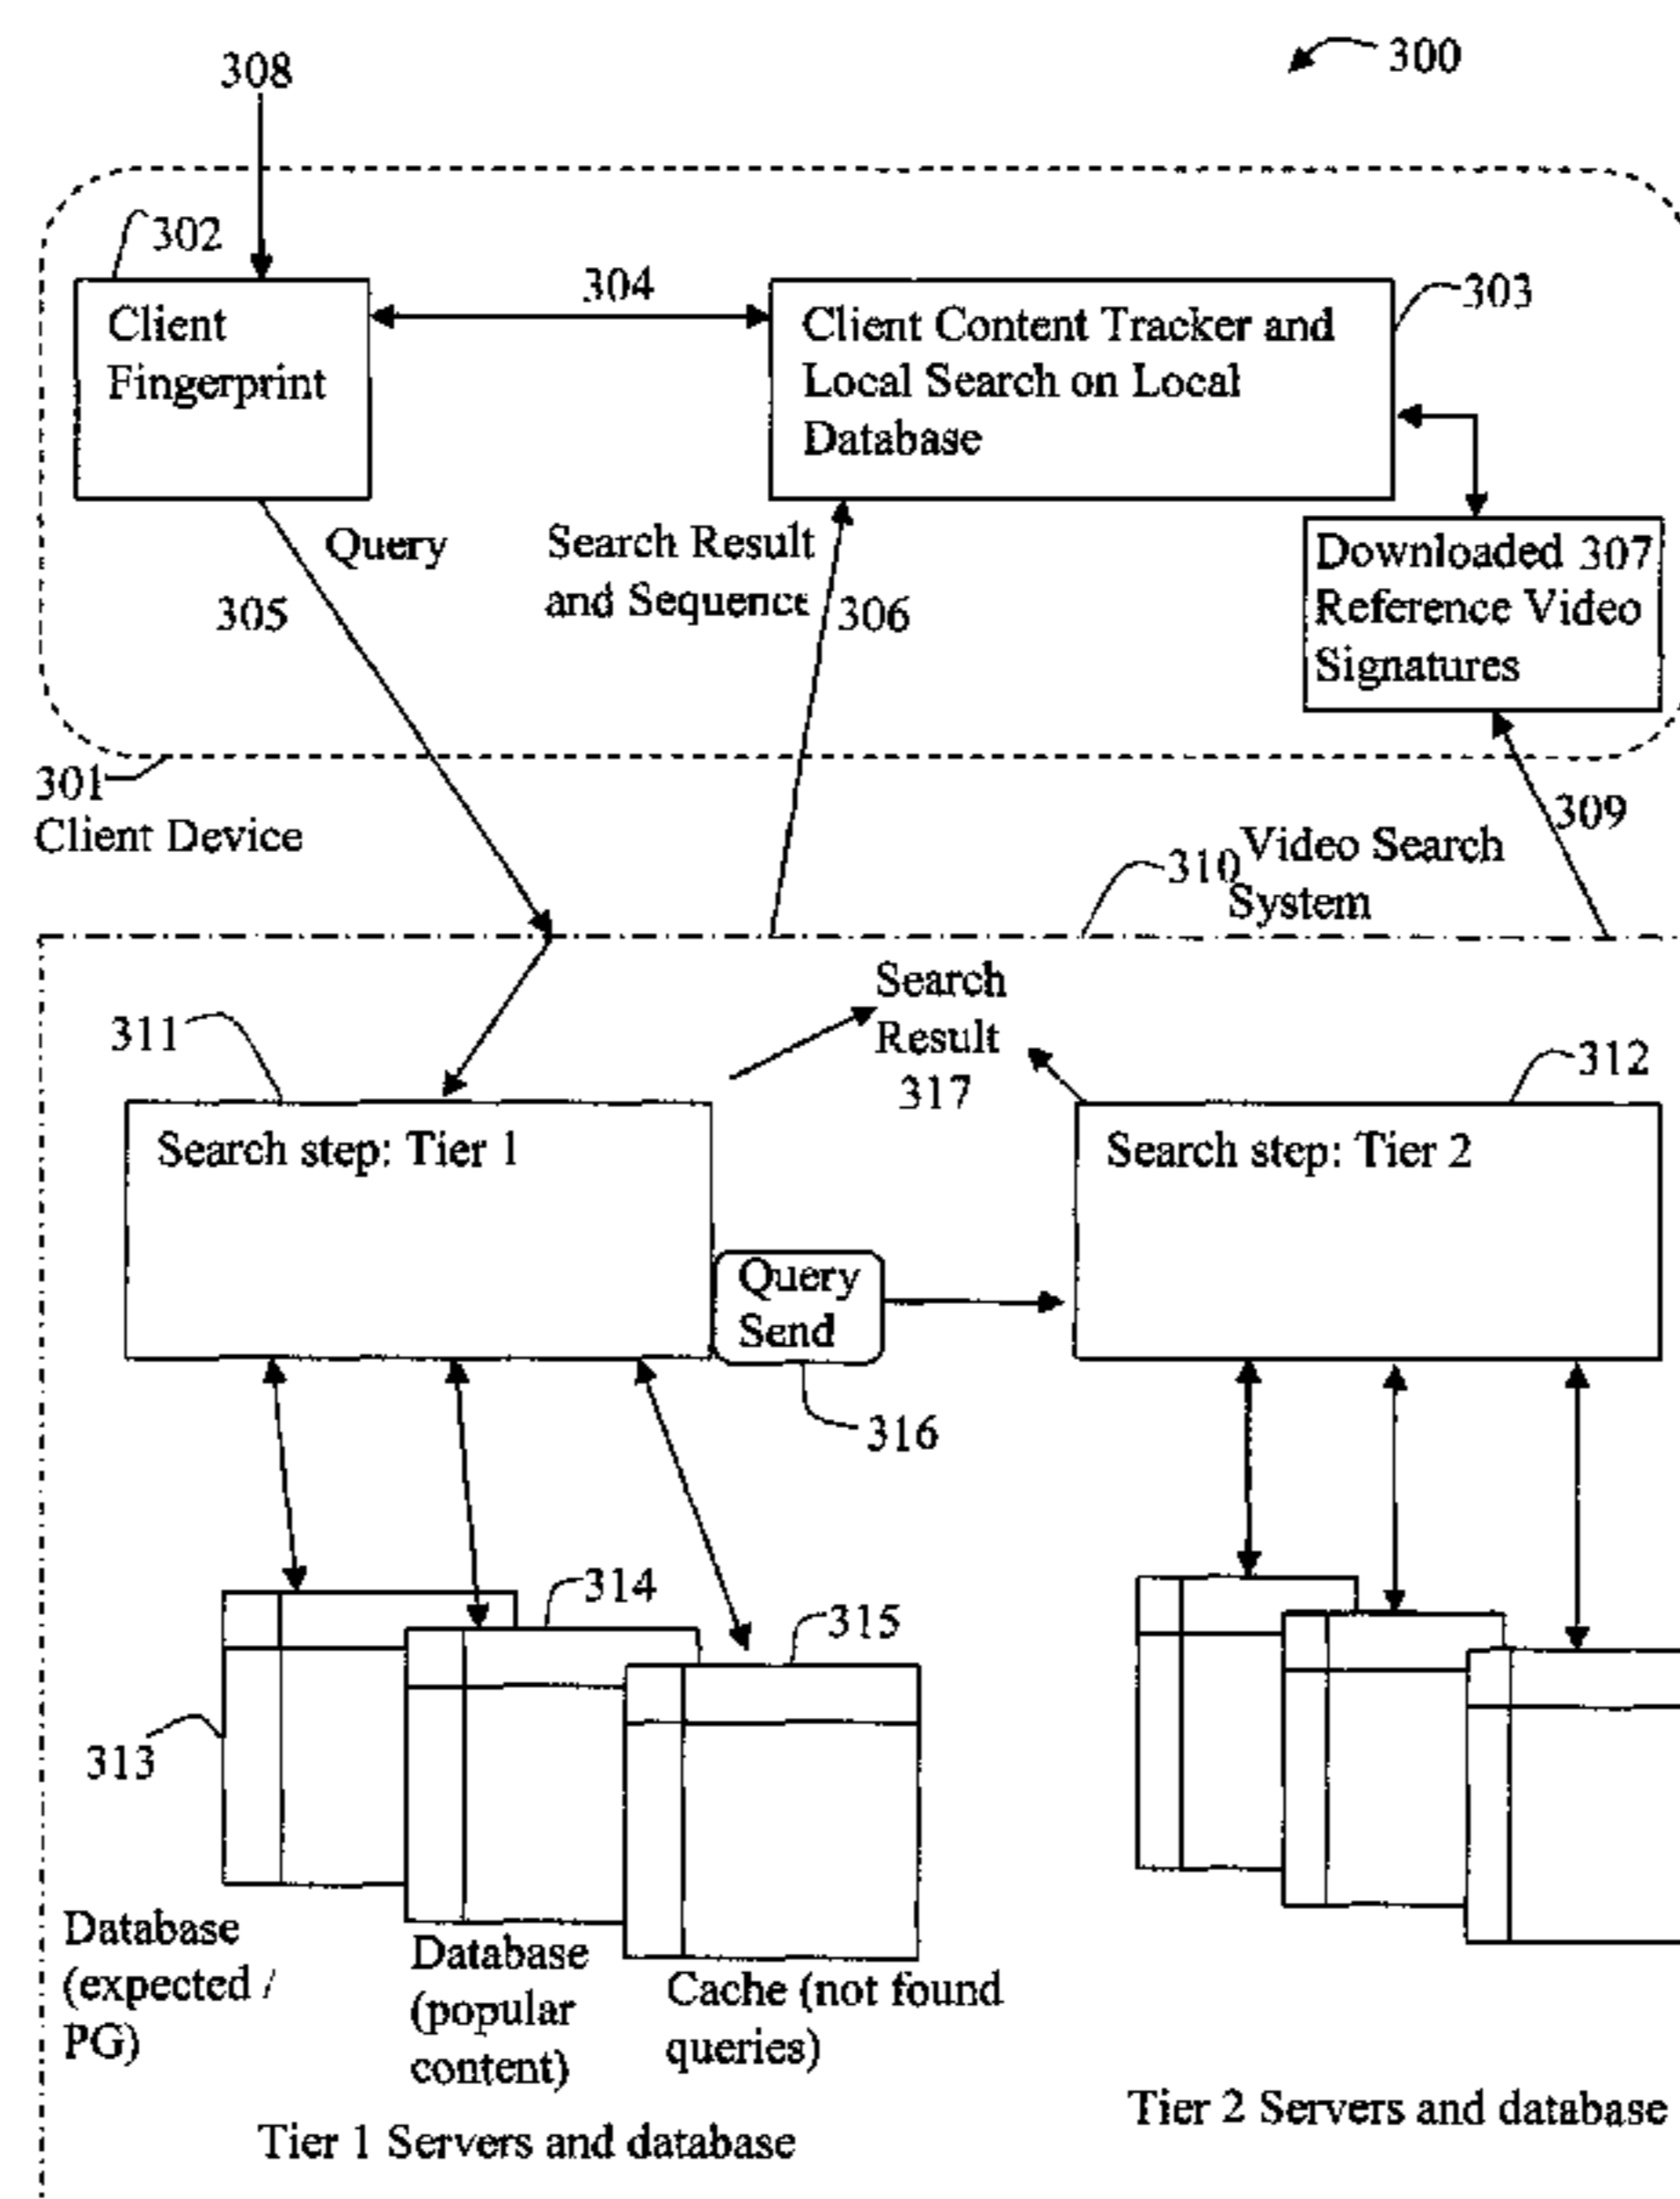 300
308
302
304
303
Client
Fingerprint
Client Content Tracker and
Local Search on Local
Database
Query
305
Search Result
and Sequence
306
Downloaded 307
Reference Video
Signatures
301
Client Device
309
310
Video Search
System
311
Search
Result
317
312
Search step: Tier 1
Search step: Tier 2
Query
Send
316
314
315
313
Database
(expected /
PG)
Database
(popular
content)
Cache (not found
queries)
Tier 1 Servers and database
Tier 2 Servers and database